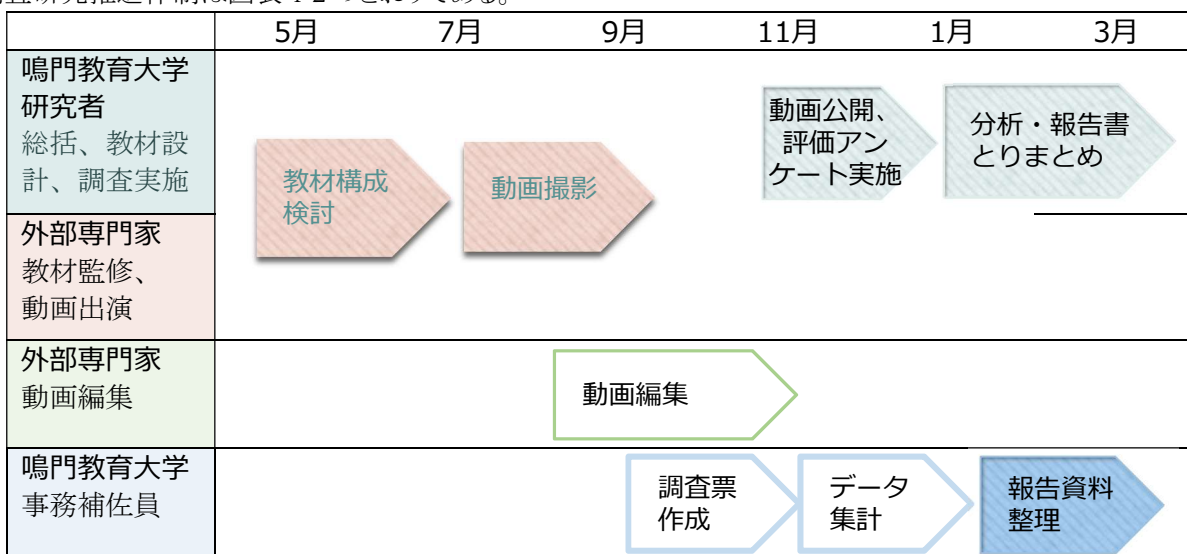 5月 7月 9月 11月 1月 3月
鳴門教育大学
研究者
総括、教材設
計、調査実施
教材構成
検討
動画撮影
動画公開、
評価アン
ケート実施
分析・報告書
とりまとめ
外部専門家
教材監修、
動画出演
外部専門家
動画編集
動画編集
鳴門教育大学
事務補佐員
調査票
作成
データ
集計
報告資料
整理